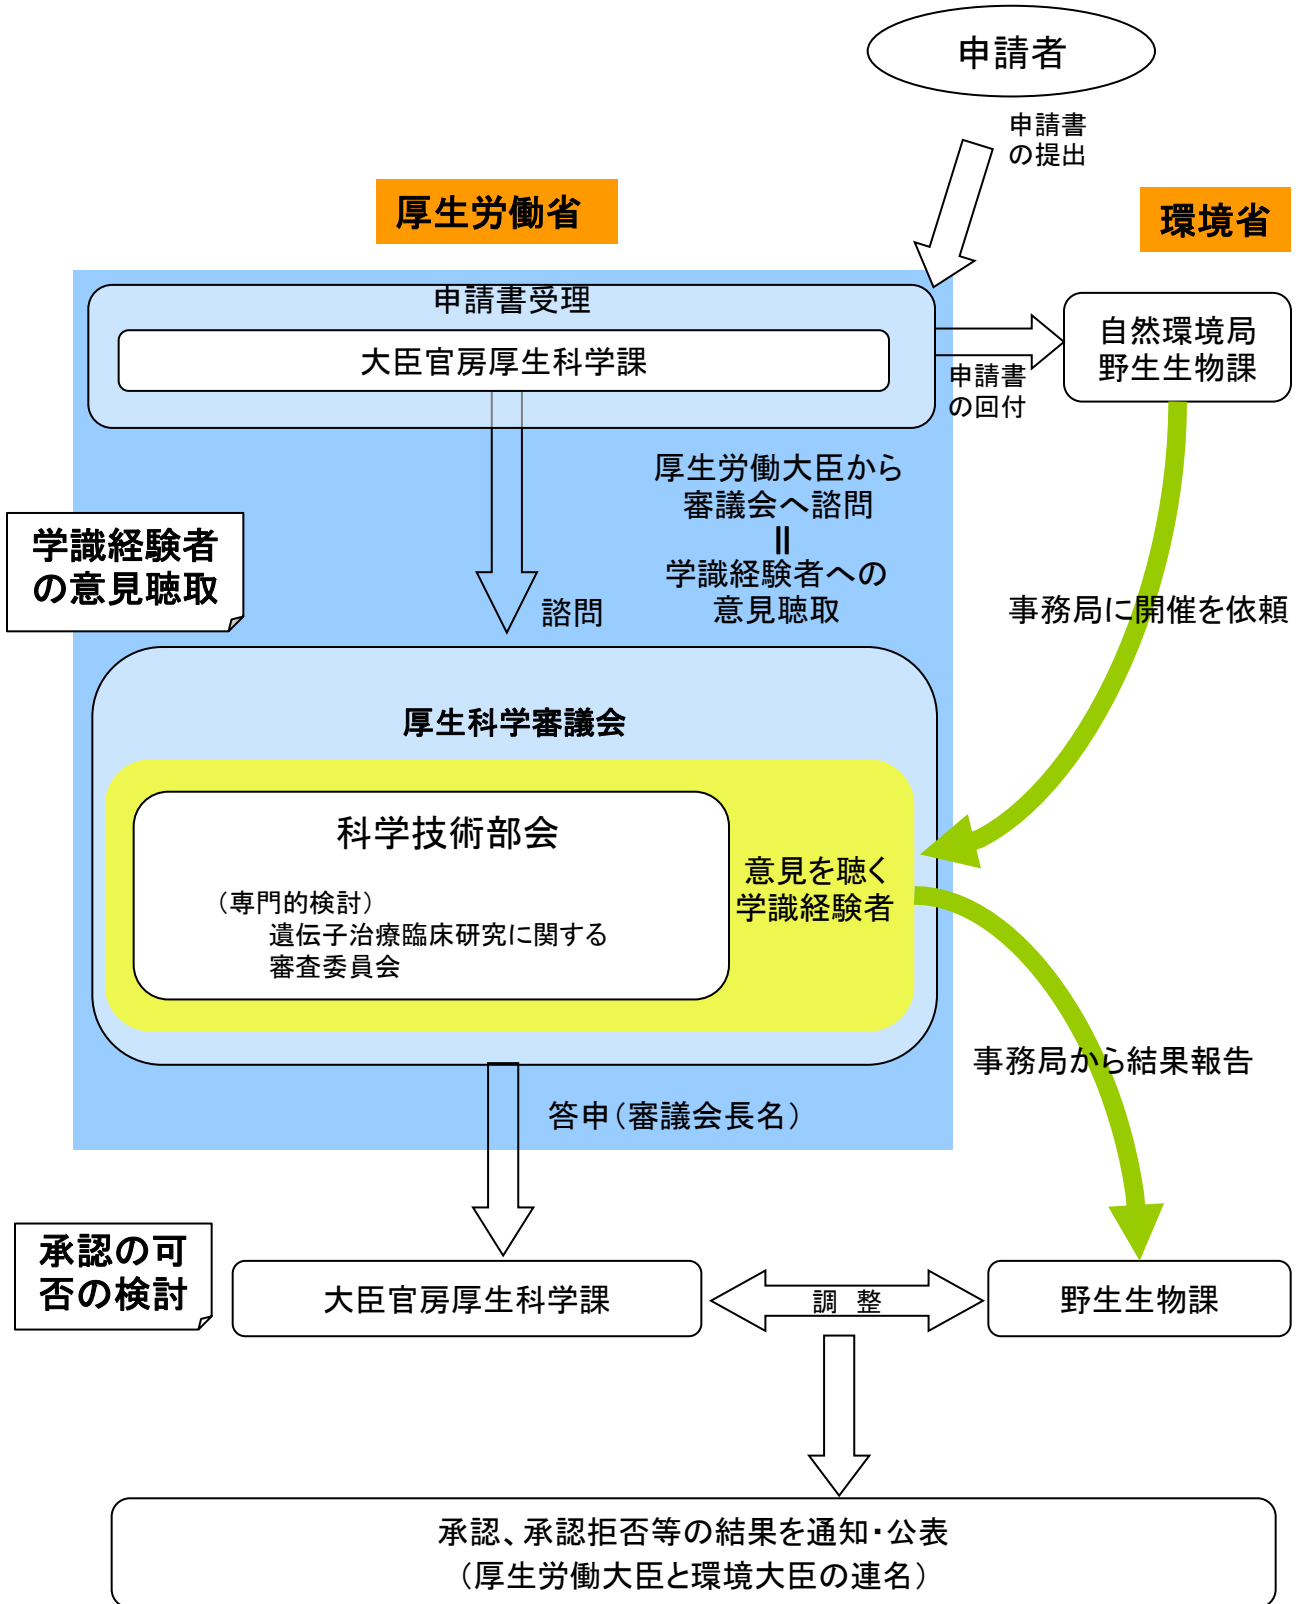 申請者
申請書
の提出
厚生労働省
環境省
申請書受理
大臣官房厚生科学課
自然環境局
野生生物課
申請書
の回付
厚生労働大臣から
審議会へ諮問
||
学識経験者への
意見聴取
学識経験者
の意見聴取
諮問
事務局に開催を依頼
厚生科学審議会
科学技術部会
(専門的検討)
遺伝子治療臨床研究に関する
審査委員会
意見を聴く
学識経験者
事務局から結果報告
答申(審議会長名)
承認の可
否の検討
大臣官房厚生科学課
調 整
野生生物課
承認、承認拒否等の結果を通知・公表
(厚生労働大臣と環境大臣の連名)